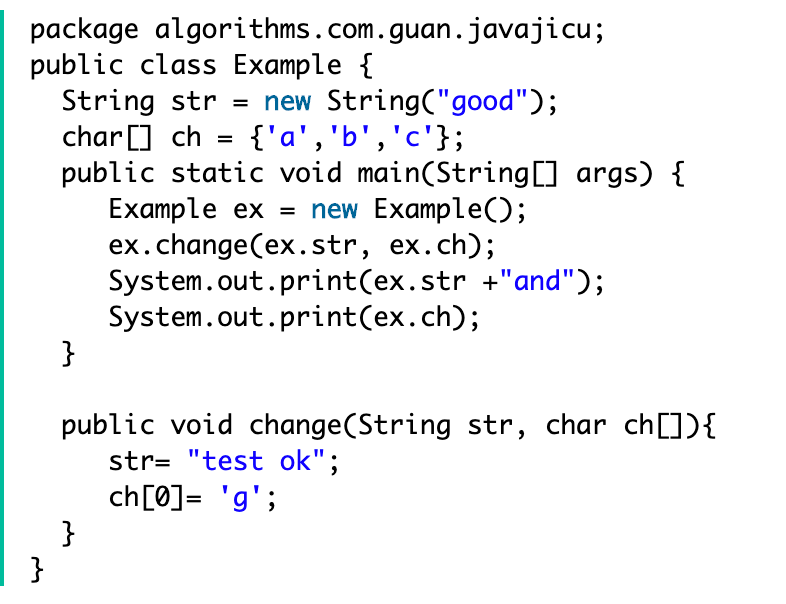 package algorithms.com.guan.javajicu;
public class Example {
  String str = new String("good");
  char[] ch = {'a','b','c'};
  public static void main(String[] args) {
     Example ex = new Example();
     ex.change(ex.str, ex.ch);
     System.out.print(ex.str +"and");
     System.out.print(ex.ch);
  }
  public void change(String str, char ch[]){
     str= "test ok";
     ch[0]= 'g';
  }
}